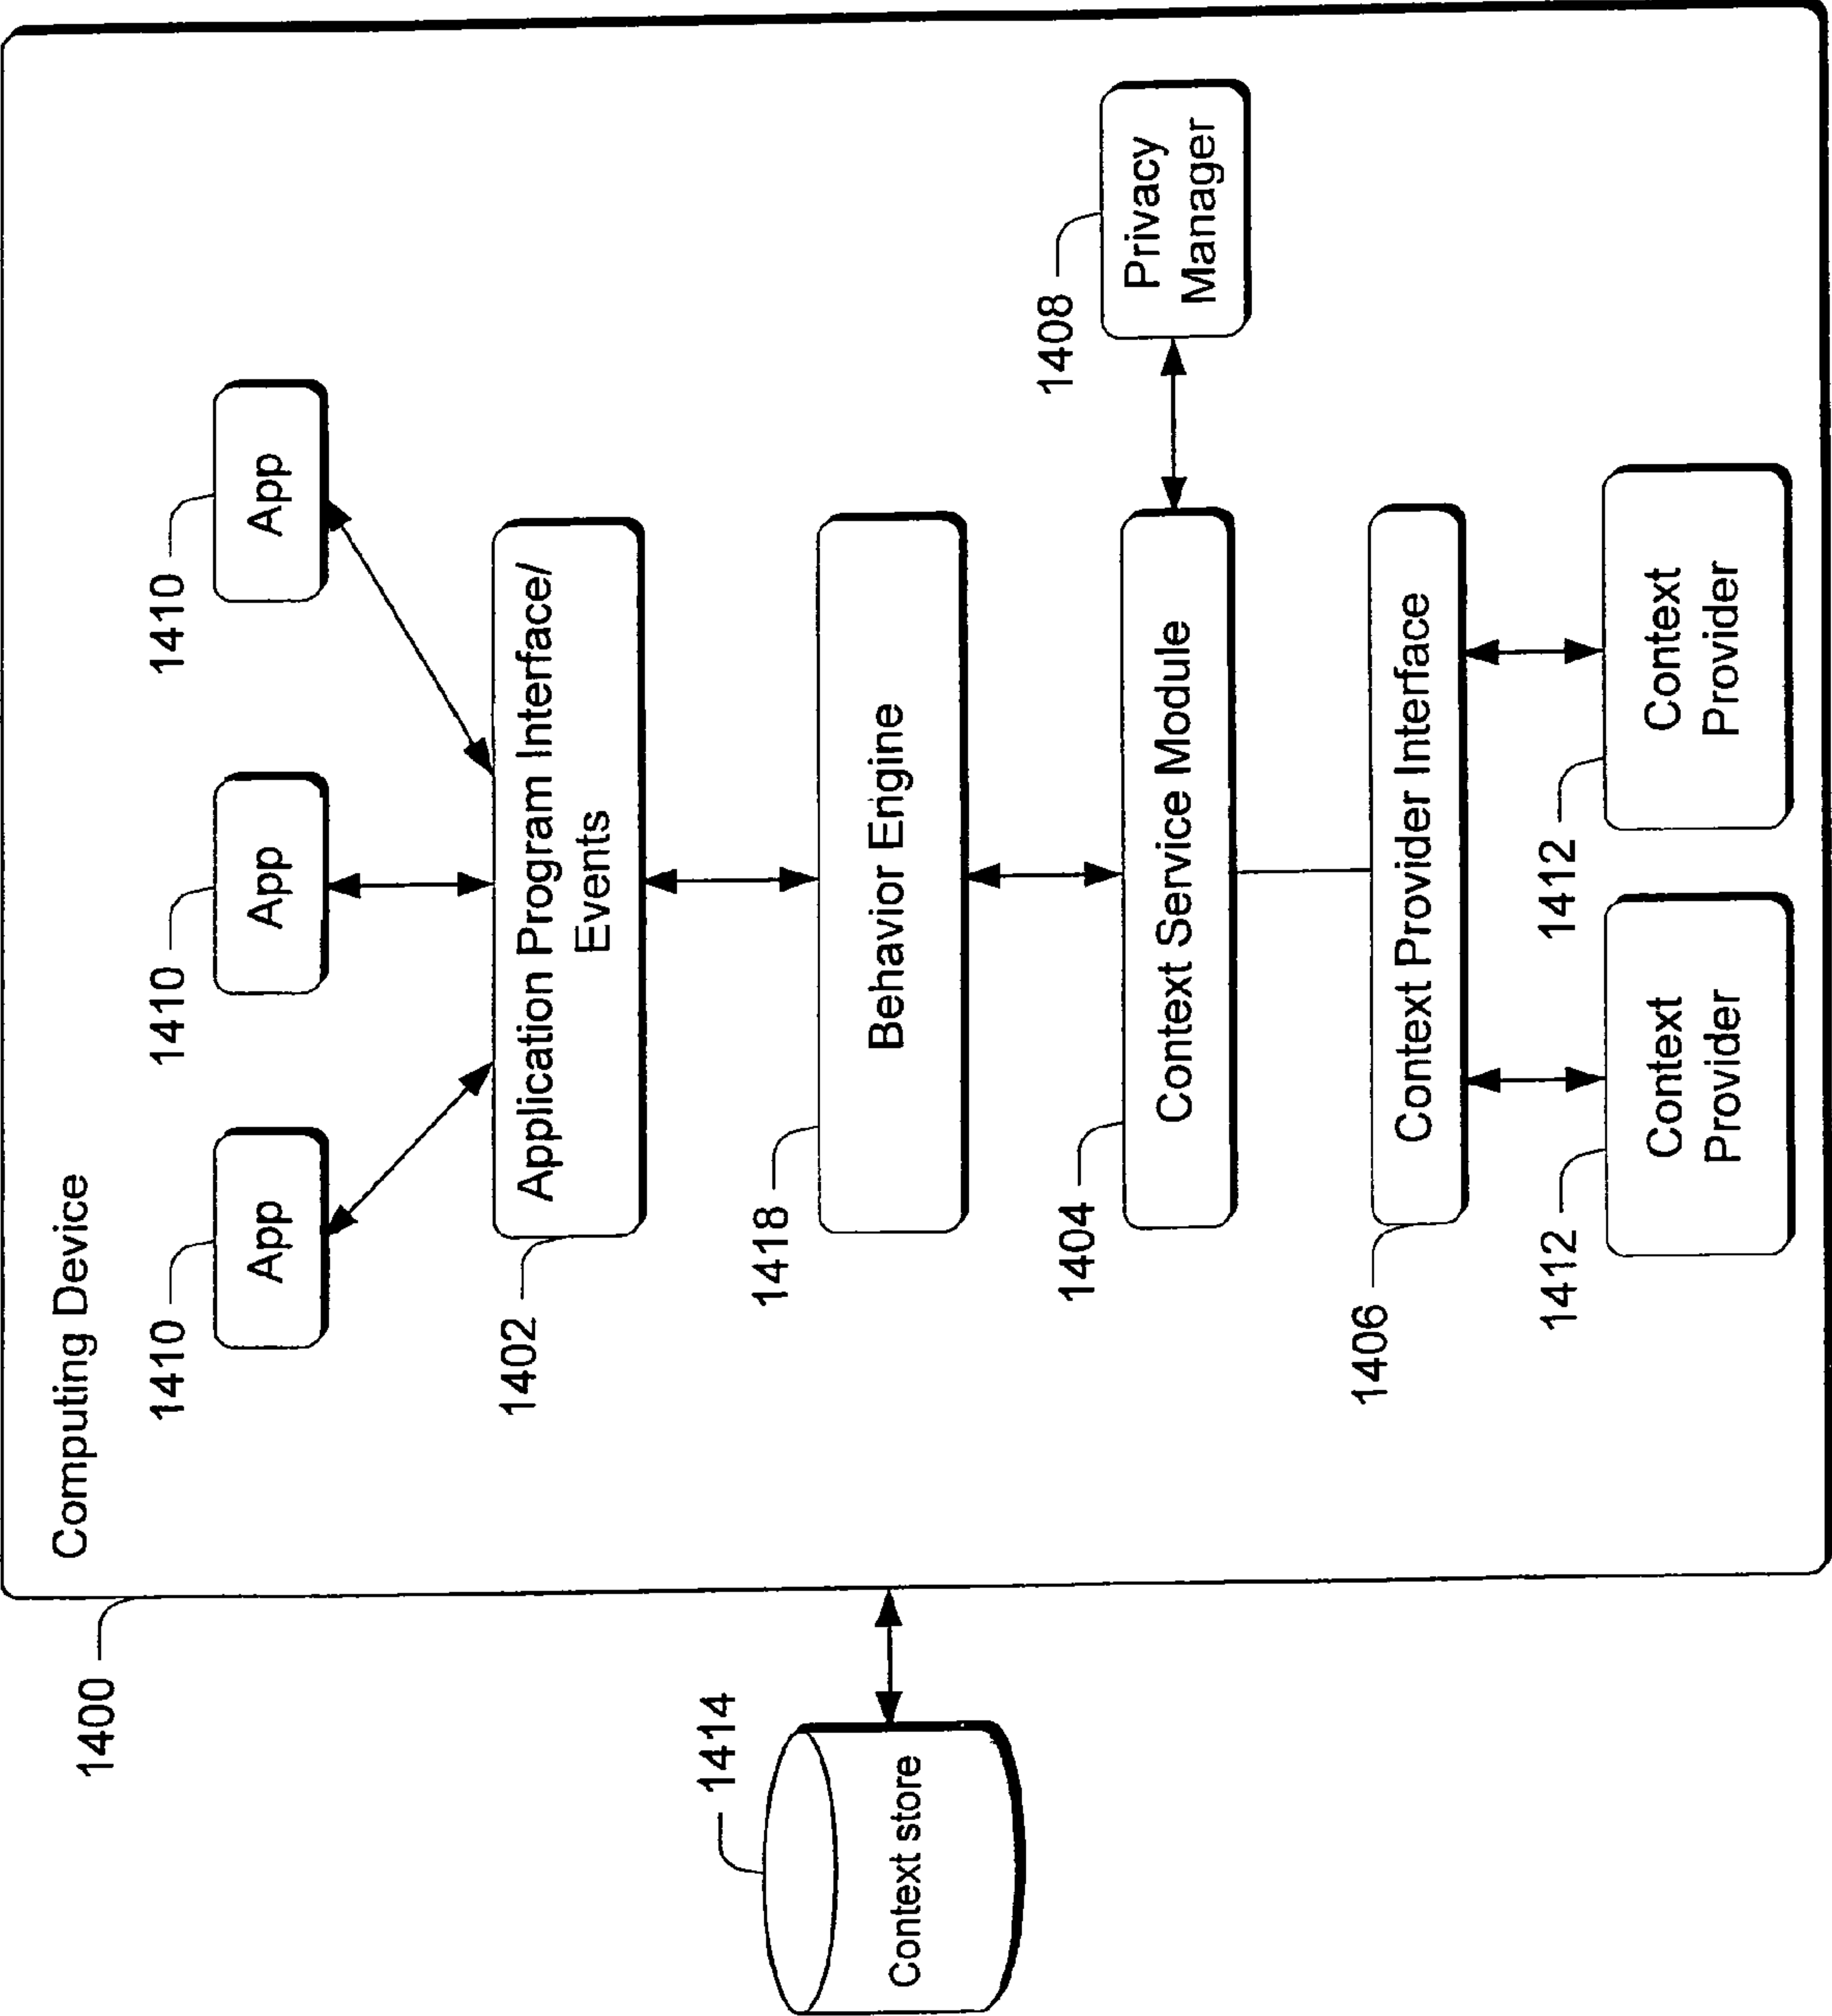 1400
Computing Device
1410
App
1410
App
1410
App
1402
Application Program Interface/
Events
1418
Behavior Engine
1404
Context Service Module
1408
Privacy
Manager
1406
Context Provider Interface
1412
Context
Provider
1412
Context
Provider
1414
Context store